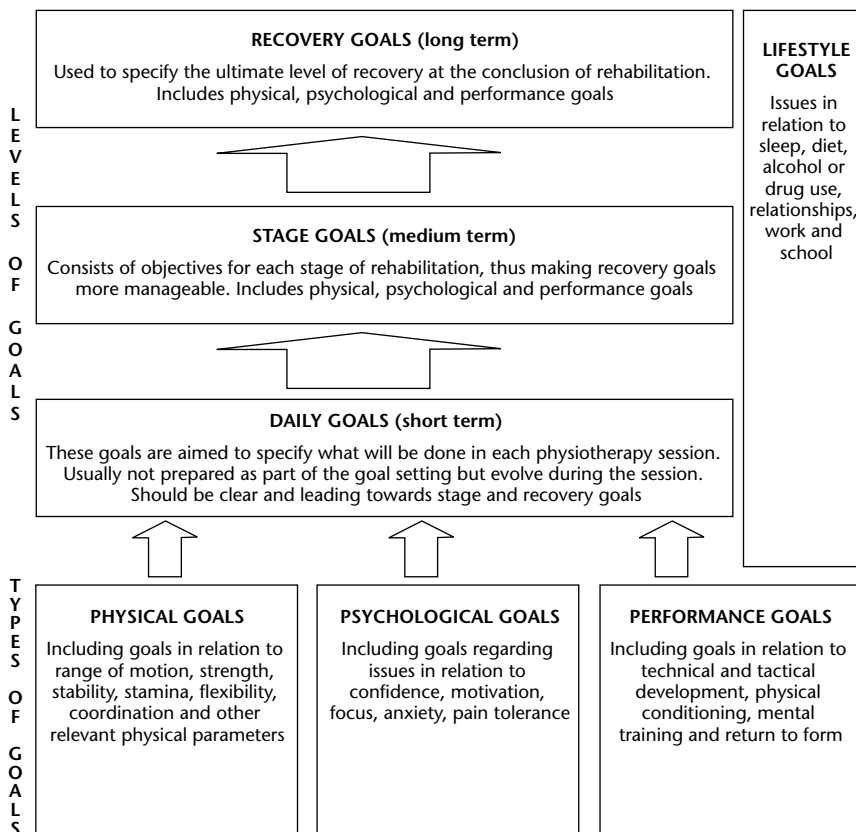 RECOVERY GOALS (long term)
Used to specify the ultimate level of recovery at the conclusion of rehabilitation.
Includes physical, psychological and performance goals
STAGE GOALS (medium term)
Consists of objectives for each stage of rehabilitation, thus making recovery goals
more manageable. Includes physical, psychological and performance goals
DAILY GOALS (short term)
These goals are aimed to specify what will be done in each physiotherapy session.
Usually not prepared as part of the goal setting but evolve during the session.
Should be clear and leading towards stage and recovery goals
LIFESTYLE
GOALS
Issues in
relation to
sleep, diet,
alcohol or
drug use,
relationships,
work and
school
LEVELS OF GOALS
PHYSICAL GOALS
Including goals in relation to
range of motion, strength,
stability, stamina, flexibility,
coordination and other
relevant physical parameters
PSYCHOLOGICAL GOALS
Including goals regarding
issues in relation to
confidence, motivation,
focus, anxiety, pain tolerance
PERFORMANCE GOALS
Including goals in relation to
technical and tactical
development, physical
conditioning, mental
training and return to form
TYPES OF GOALS